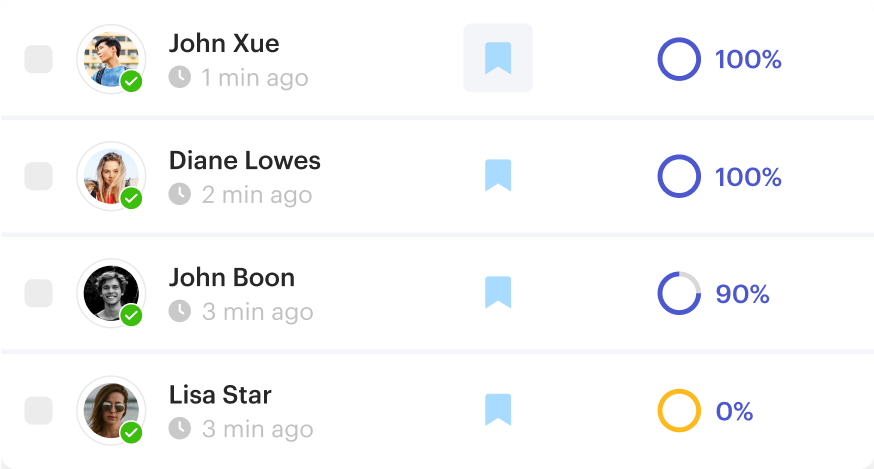 John Xue
1 min ago
100%
Diane Lowes
2 min ago
100%
John Boon
3 min ago
90%
Lisa Star
3 min ago
0%